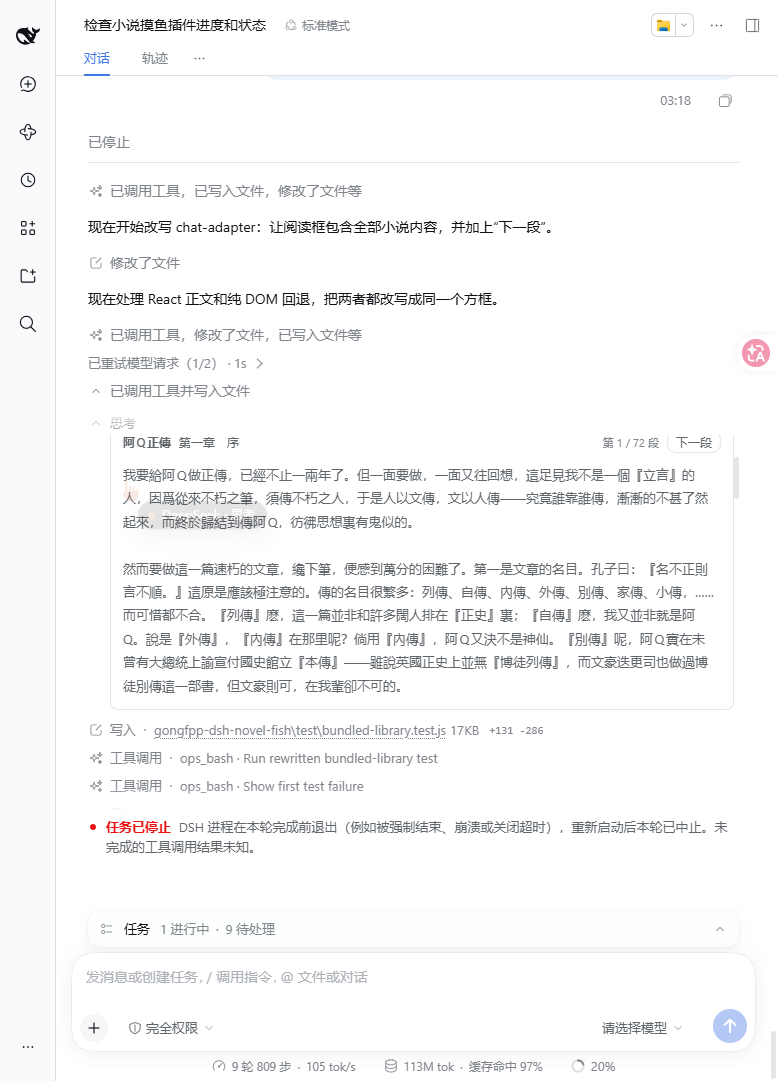 检查小说摸鱼插件进度和状态 标准模式
对话 轨迹 ...
03:18
已停止
已调用工具，已写入文件，修改了文件等
现在开始改写 chat-adapter：让阅读框包含全部小说内容，并加上“下一段”。
修改了文件
现在处理 React 正文和纯 DOM 回退，把两者都改写成同一个方框。
已调用工具，修改了文件，已写入文件等
已重试模型请求（1/2） · 1s
已调用工具并写入文件
思考
阿Q正傳 第一章 序 第 1 / 72 段 下一段
我要給阿Q做正傳，已經不止一兩年了。但一面要做，一面又往回想，這足見我不是一個『立言』的
人，因爲從來不朽之筆，須傳不朽之人，于是人以文傳，文以人傳——究竟誰靠誰傳，漸漸的不甚了然
起來，而終於歸結到傳阿Q，彷彿思想裏有鬼似的。
然而要做這一篇速朽的文章，纔下筆，便感到萬分的困難了。第一是文章的名目。孔子曰：『名不正則
言不順。』這原是應該極注意的。傳的名目很繁多：列傳、自傳、內傳、外傳、別傳、家傳、小傳，……
而可惜都不合。『列傳』麽，這一篇並非和許多闊人排在『正史』裏；『自傳』麽，我又並非就是阿
Q。說是『外傳』，『內傳』在那里呢？倘用『內傳』，阿Q又決不是神仙。『別傳』呢，阿Q實在未
曾有大總統上諭宣付國史館立『本傳』——雖說英國正史上並無『博徒列傳』，而文豪迭更司也做過博
徒別傳這一部書，但文豪則可，在我輩卻不可的。
写入 · gongfpp-dsh-novel-fish\test\bundled-library.test.js 17KB +131 -286
工具调用 · ops_bash · Run rewritten bundled-library test
工具调用 · ops_bash · Show first test failure
任务已停止 DSH 进程在本轮完成前退出（例如被强制结束、崩溃或关闭超时），重新启动后本轮已中止。未
完成的工具调用结果未知。
任务 1 进行中 · 9 待处理
发消息或创建任务, / 调用指令, @ 文件或对话
完全权限 请选择模型
9 轮 809 步 · 105 tok/s 113M tok · 缓存命中 97% 20%